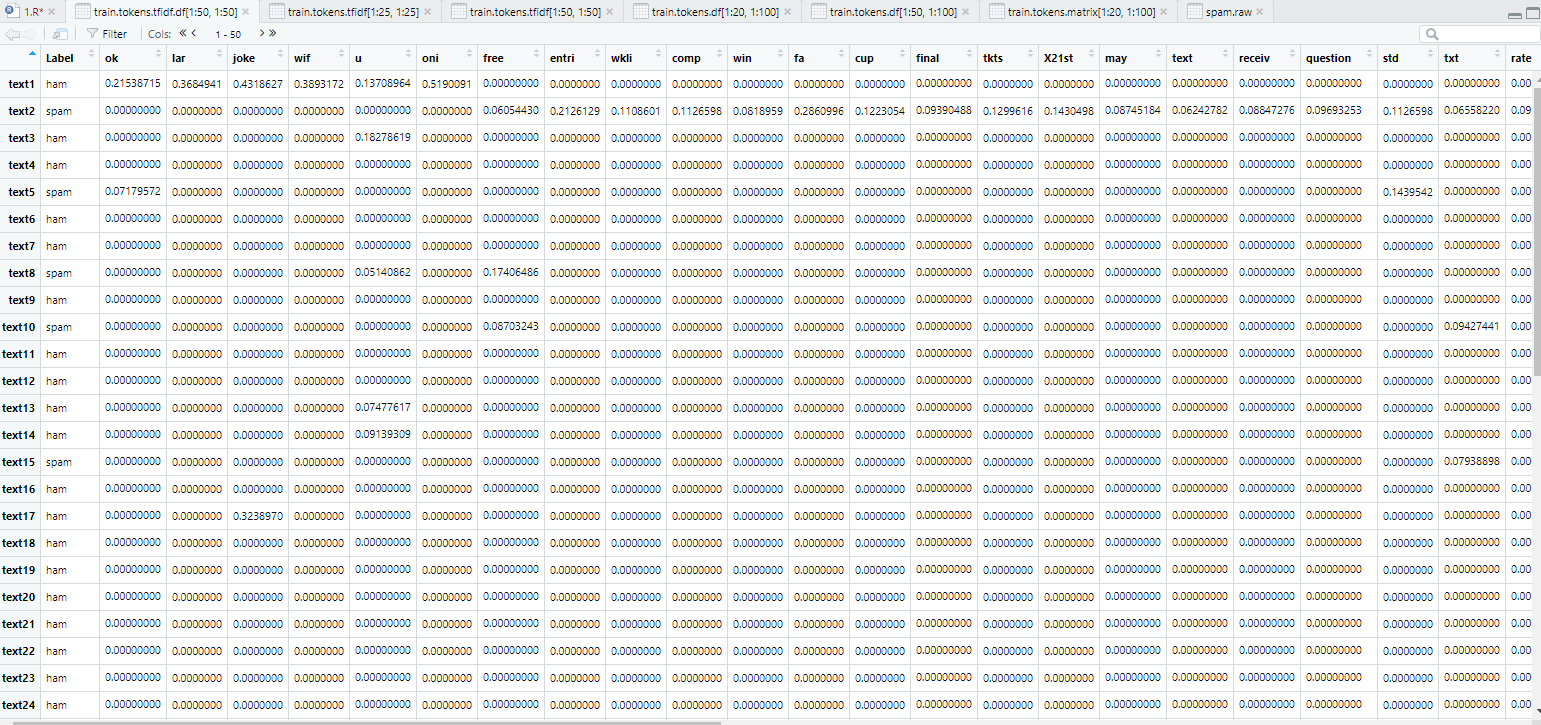 1.R* train.tokens.tfidf.df[1:50, 1:50] train.tokens.tfidf[1:25, 1:25] train.tokens.tfidf[1:50, 1:50] train.tokens.df[1:20, 1:100] train.tokens.df[1:50, 1:100] train.tokens.matrix[1:20, 1:100] spam.raw
Filter Cols: « < 1 - 50 > »
Label ok lar joke wif u oni free entri wkli comp win fa cup final tkts X21st may text receiv question std txt rate
text1 ham 0.21538715 0.3684941 0.4318627 0.3893172 0.13708964 0.5190091 0.00000000 0.0000000 0.0000000 0.0000000 0.0000000 0.0000000 0.0000000 0.00000000 0.0000000 0.0000000 0.00000000 0.00000000 0.00000000 0.00000000 0.0000000 0.00000000 0.00
text2 spam 0.00000000 0.0000000 0.0000000 0.0000000 0.00000000 0.0000000 0.06054430 0.2126129 0.1108601 0.1126598 0.0818959 0.2860996 0.1223054 0.09390488 0.1299616 0.1430498 0.08745184 0.06242782 0.08847276 0.09693253 0.1126598 0.06558220 0.09
text3 ham 0.00000000 0.0000000 0.0000000 0.0000000 0.18278619 0.0000000 0.00000000 0.0000000 0.0000000 0.0000000 0.0000000 0.0000000 0.0000000 0.00000000 0.0000000 0.0000000 0.00000000 0.00000000 0.00000000 0.00000000 0.0000000 0.00000000 0.00
text4 ham 0.00000000 0.0000000 0.0000000 0.0000000 0.00000000 0.0000000 0.00000000 0.0000000 0.0000000 0.0000000 0.0000000 0.0000000 0.0000000 0.00000000 0.0000000 0.0000000 0.00000000 0.00000000 0.00000000 0.00000000 0.0000000 0.00000000 0.00
text5 spam 0.07179572 0.0000000 0.0000000 0.0000000 0.00000000 0.0000000 0.00000000 0.0000000 0.0000000 0.0000000 0.0000000 0.0000000 0.0000000 0.00000000 0.0000000 0.0000000 0.00000000 0.00000000 0.00000000 0.00000000 0.1439542 0.00000000 0.00
text6 ham 0.00000000 0.0000000 0.0000000 0.0000000 0.00000000 0.0000000 0.00000000 0.0000000 0.0000000 0.0000000 0.0000000 0.0000000 0.0000000 0.00000000 0.0000000 0.0000000 0.00000000 0.00000000 0.00000000 0.00000000 0.0000000 0.00000000 0.00
text7 ham 0.00000000 0.0000000 0.0000000 0.0000000 0.00000000 0.0000000 0.00000000 0.0000000 0.0000000 0.0000000 0.0000000 0.0000000 0.0000000 0.00000000 0.0000000 0.0000000 0.00000000 0.00000000 0.00000000 0.00000000 0.0000000 0.00000000 0.00
text8 spam 0.00000000 0.0000000 0.0000000 0.0000000 0.05140862 0.0000000 0.17406486 0.0000000 0.0000000 0.0000000 0.0000000 0.0000000 0.0000000 0.00000000 0.0000000 0.0000000 0.00000000 0.00000000 0.00000000 0.00000000 0.0000000 0.00000000 0.00
text9 ham 0.00000000 0.0000000 0.0000000 0.0000000 0.00000000 0.0000000 0.00000000 0.0000000 0.0000000 0.0000000 0.0000000 0.0000000 0.0000000 0.00000000 0.0000000 0.0000000 0.00000000 0.00000000 0.00000000 0.00000000 0.0000000 0.00000000 0.00
text10 spam 0.00000000 0.0000000 0.0000000 0.0000000 0.00000000 0.0000000 0.08703243 0.0000000 0.0000000 0.0000000 0.0000000 0.0000000 0.0000000 0.00000000 0.0000000 0.0000000 0.00000000 0.00000000 0.00000000 0.00000000 0.0000000 0.09427441 0.00
text11 ham 0.00000000 0.0000000 0.0000000 0.0000000 0.00000000 0.0000000 0.00000000 0.0000000 0.0000000 0.0000000 0.0000000 0.0000000 0.0000000 0.00000000 0.0000000 0.0000000 0.00000000 0.00000000 0.00000000 0.00000000 0.0000000 0.00000000 0.00
text12 ham 0.00000000 0.0000000 0.0000000 0.0000000 0.00000000 0.0000000 0.00000000 0.0000000 0.0000000 0.0000000 0.0000000 0.0000000 0.0000000 0.00000000 0.0000000 0.0000000 0.00000000 0.00000000 0.00000000 0.00000000 0.0000000 0.00000000 0.00
text13 ham 0.00000000 0.0000000 0.0000000 0.0000000 0.07477617 0.0000000 0.00000000 0.0000000 0.0000000 0.0000000 0.0000000 0.0000000 0.0000000 0.00000000 0.0000000 0.0000000 0.00000000 0.00000000 0.00000000 0.00000000 0.0000000 0.00000000 0.00
text14 ham 0.00000000 0.0000000 0.0000000 0.0000000 0.09139309 0.0000000 0.00000000 0.0000000 0.0000000 0.0000000 0.0000000 0.0000000 0.0000000 0.00000000 0.0000000 0.0000000 0.00000000 0.00000000 0.00000000 0.00000000 0.0000000 0.00000000 0.00
text15 spam 0.00000000 0.0000000 0.0000000 0.0000000 0.00000000 0.0000000 0.00000000 0.0000000 0.0000000 0.0000000 0.0000000 0.0000000 0.0000000 0.00000000 0.0000000 0.0000000 0.00000000 0.00000000 0.00000000 0.00000000 0.0000000 0.07938898 0.00
text16 ham 0.00000000 0.0000000 0.0000000 0.0000000 0.00000000 0.0000000 0.00000000 0.0000000 0.0000000 0.0000000 0.0000000 0.0000000 0.0000000 0.00000000 0.0000000 0.0000000 0.00000000 0.00000000 0.00000000 0.00000000 0.0000000 0.00000000 0.00
text17 ham 0.00000000 0.0000000 0.3238970 0.0000000 0.00000000 0.0000000 0.00000000 0.0000000 0.0000000 0.0000000 0.0000000 0.0000000 0.0000000 0.00000000 0.0000000 0.0000000 0.00000000 0.00000000 0.00000000 0.00000000 0.0000000 0.00000000 0.00
text18 ham 0.00000000 0.0000000 0.0000000 0.0000000 0.00000000 0.0000000 0.00000000 0.0000000 0.0000000 0.0000000 0.0000000 0.0000000 0.0000000 0.00000000 0.0000000 0.0000000 0.00000000 0.00000000 0.00000000 0.00000000 0.0000000 0.00000000 0.00
text19 ham 0.00000000 0.0000000 0.0000000 0.0000000 0.00000000 0.0000000 0.00000000 0.0000000 0.0000000 0.0000000 0.0000000 0.0000000 0.0000000 0.00000000 0.0000000 0.0000000 0.00000000 0.00000000 0.00000000 0.00000000 0.0000000 0.00000000 0.00
text20 ham 0.00000000 0.0000000 0.0000000 0.0000000 0.00000000 0.0000000 0.00000000 0.0000000 0.0000000 0.0000000 0.0000000 0.0000000 0.0000000 0.00000000 0.0000000 0.0000000 0.00000000 0.00000000 0.00000000 0.00000000 0.0000000 0.00000000 0.00
text21 ham 0.00000000 0.0000000 0.0000000 0.0000000 0.00000000 0.0000000 0.00000000 0.0000000 0.0000000 0.0000000 0.0000000 0.0000000 0.0000000 0.00000000 0.0000000 0.0000000 0.00000000 0.00000000 0.00000000 0.00000000 0.0000000 0.00000000 0.00
text22 ham 0.00000000 0.0000000 0.0000000 0.0000000 0.00000000 0.0000000 0.00000000 0.0000000 0.0000000 0.0000000 0.0000000 0.0000000 0.0000000 0.00000000 0.0000000 0.0000000 0.00000000 0.00000000 0.00000000 0.00000000 0.0000000 0.00000000 0.00
text23 ham 0.00000000 0.0000000 0.0000000 0.0000000 0.00000000 0.0000000 0.00000000 0.0000000 0.0000000 0.0000000 0.0000000 0.0000000 0.0000000 0.00000000 0.0000000 0.0000000 0.00000000 0.00000000 0.00000000 0.00000000 0.0000000 0.00000000 0.00
text24 ham 0.00000000 0.0000000 0.0000000 0.0000000 0.00000000 0.0000000 0.00000000 0.0000000 0.0000000 0.0000000 0.0000000 0.0000000 0.0000000 0.00000000 0.0000000 0.0000000 0.00000000 0.00000000 0.00000000 0.00000000 0.0000000 0.00000000 0.00